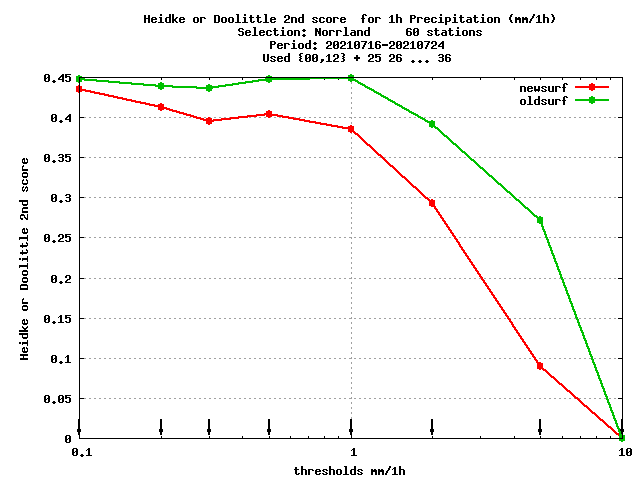 Heidke or Doolittle 2nd score  for 1h Precipitation (mm/1h)
Selection: Norrland     60 stations
Period: 20210716-20210724
Used {00,12} + 25 26 ... 36
newsurf
oldsurf
Heidke or Doolittle 2nd score
0.45
0.4
0.35
0.3
0.25
0.2
0.15
0.1
0.05
0
0.1 1 10
thresholds mm/1h